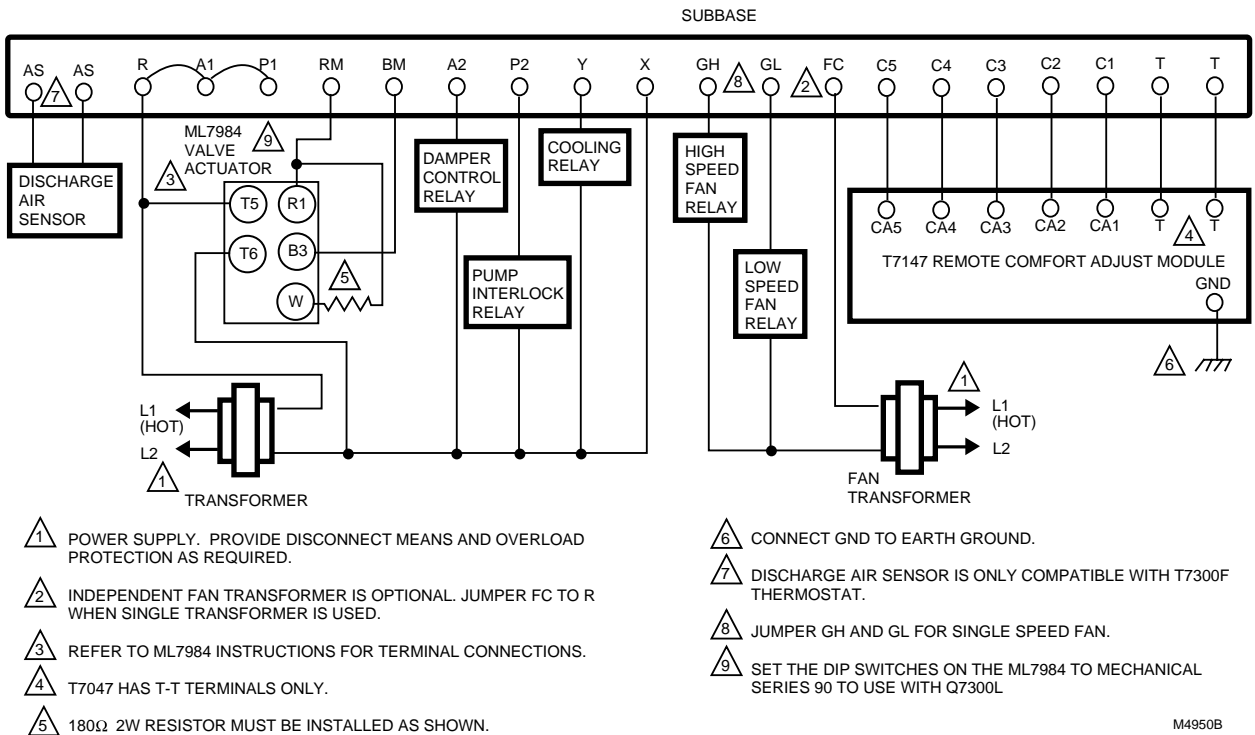 SUBBASE
AS AS R A1 P1 RM BM A2 P2 Y X GH GL FC C5 C4 C3 C2 C1 T T
7
8
2
DISCHARGE
AIR
SENSOR
ML7984
VALVE
ACTUATOR
9
3
T5 R1
T6 B3
W
5
DAMPER
CONTROL
RELAY
PUMP
INTERLOCK
RELAY
COOLING
RELAY
HIGH
SPEED
FAN
RELAY
LOW
SPEED
FAN
RELAY
CA5 CA4 CA3 CA2 CA1 T T
4
T7147 REMOTE COMFORT ADJUST MODULE
GND
6
L1
(HOT)
L2
1
TRANSFORMER
1
L1
(HOT)
L2
FAN
TRANSFORMER
1 POWER SUPPLY. PROVIDE DISCONNECT MEANS AND OVERLOAD
PROTECTION AS REQUIRED.
2 INDEPENDENT FAN TRANSFORMER IS OPTIONAL. JUMPER FC TO R
WHEN SINGLE TRANSFORMER IS USED.
3 REFER TO ML7984 INSTRUCTIONS FOR TERMINAL CONNECTIONS.
4 T7047 HAS T-T TERMINALS ONLY.
5 180Ω 2W RESISTOR MUST BE INSTALLED AS SHOWN.
6 CONNECT GND TO EARTH GROUND.
7 DISCHARGE AIR SENSOR IS ONLY COMPATIBLE WITH T7300F
THERMOSTAT.
8 JUMPER GH AND GL FOR SINGLE SPEED FAN.
9 SET THE DIP SWITCHES ON THE ML7984 TO MECHANICAL
SERIES 90 TO USE WITH Q7300L
M4950B